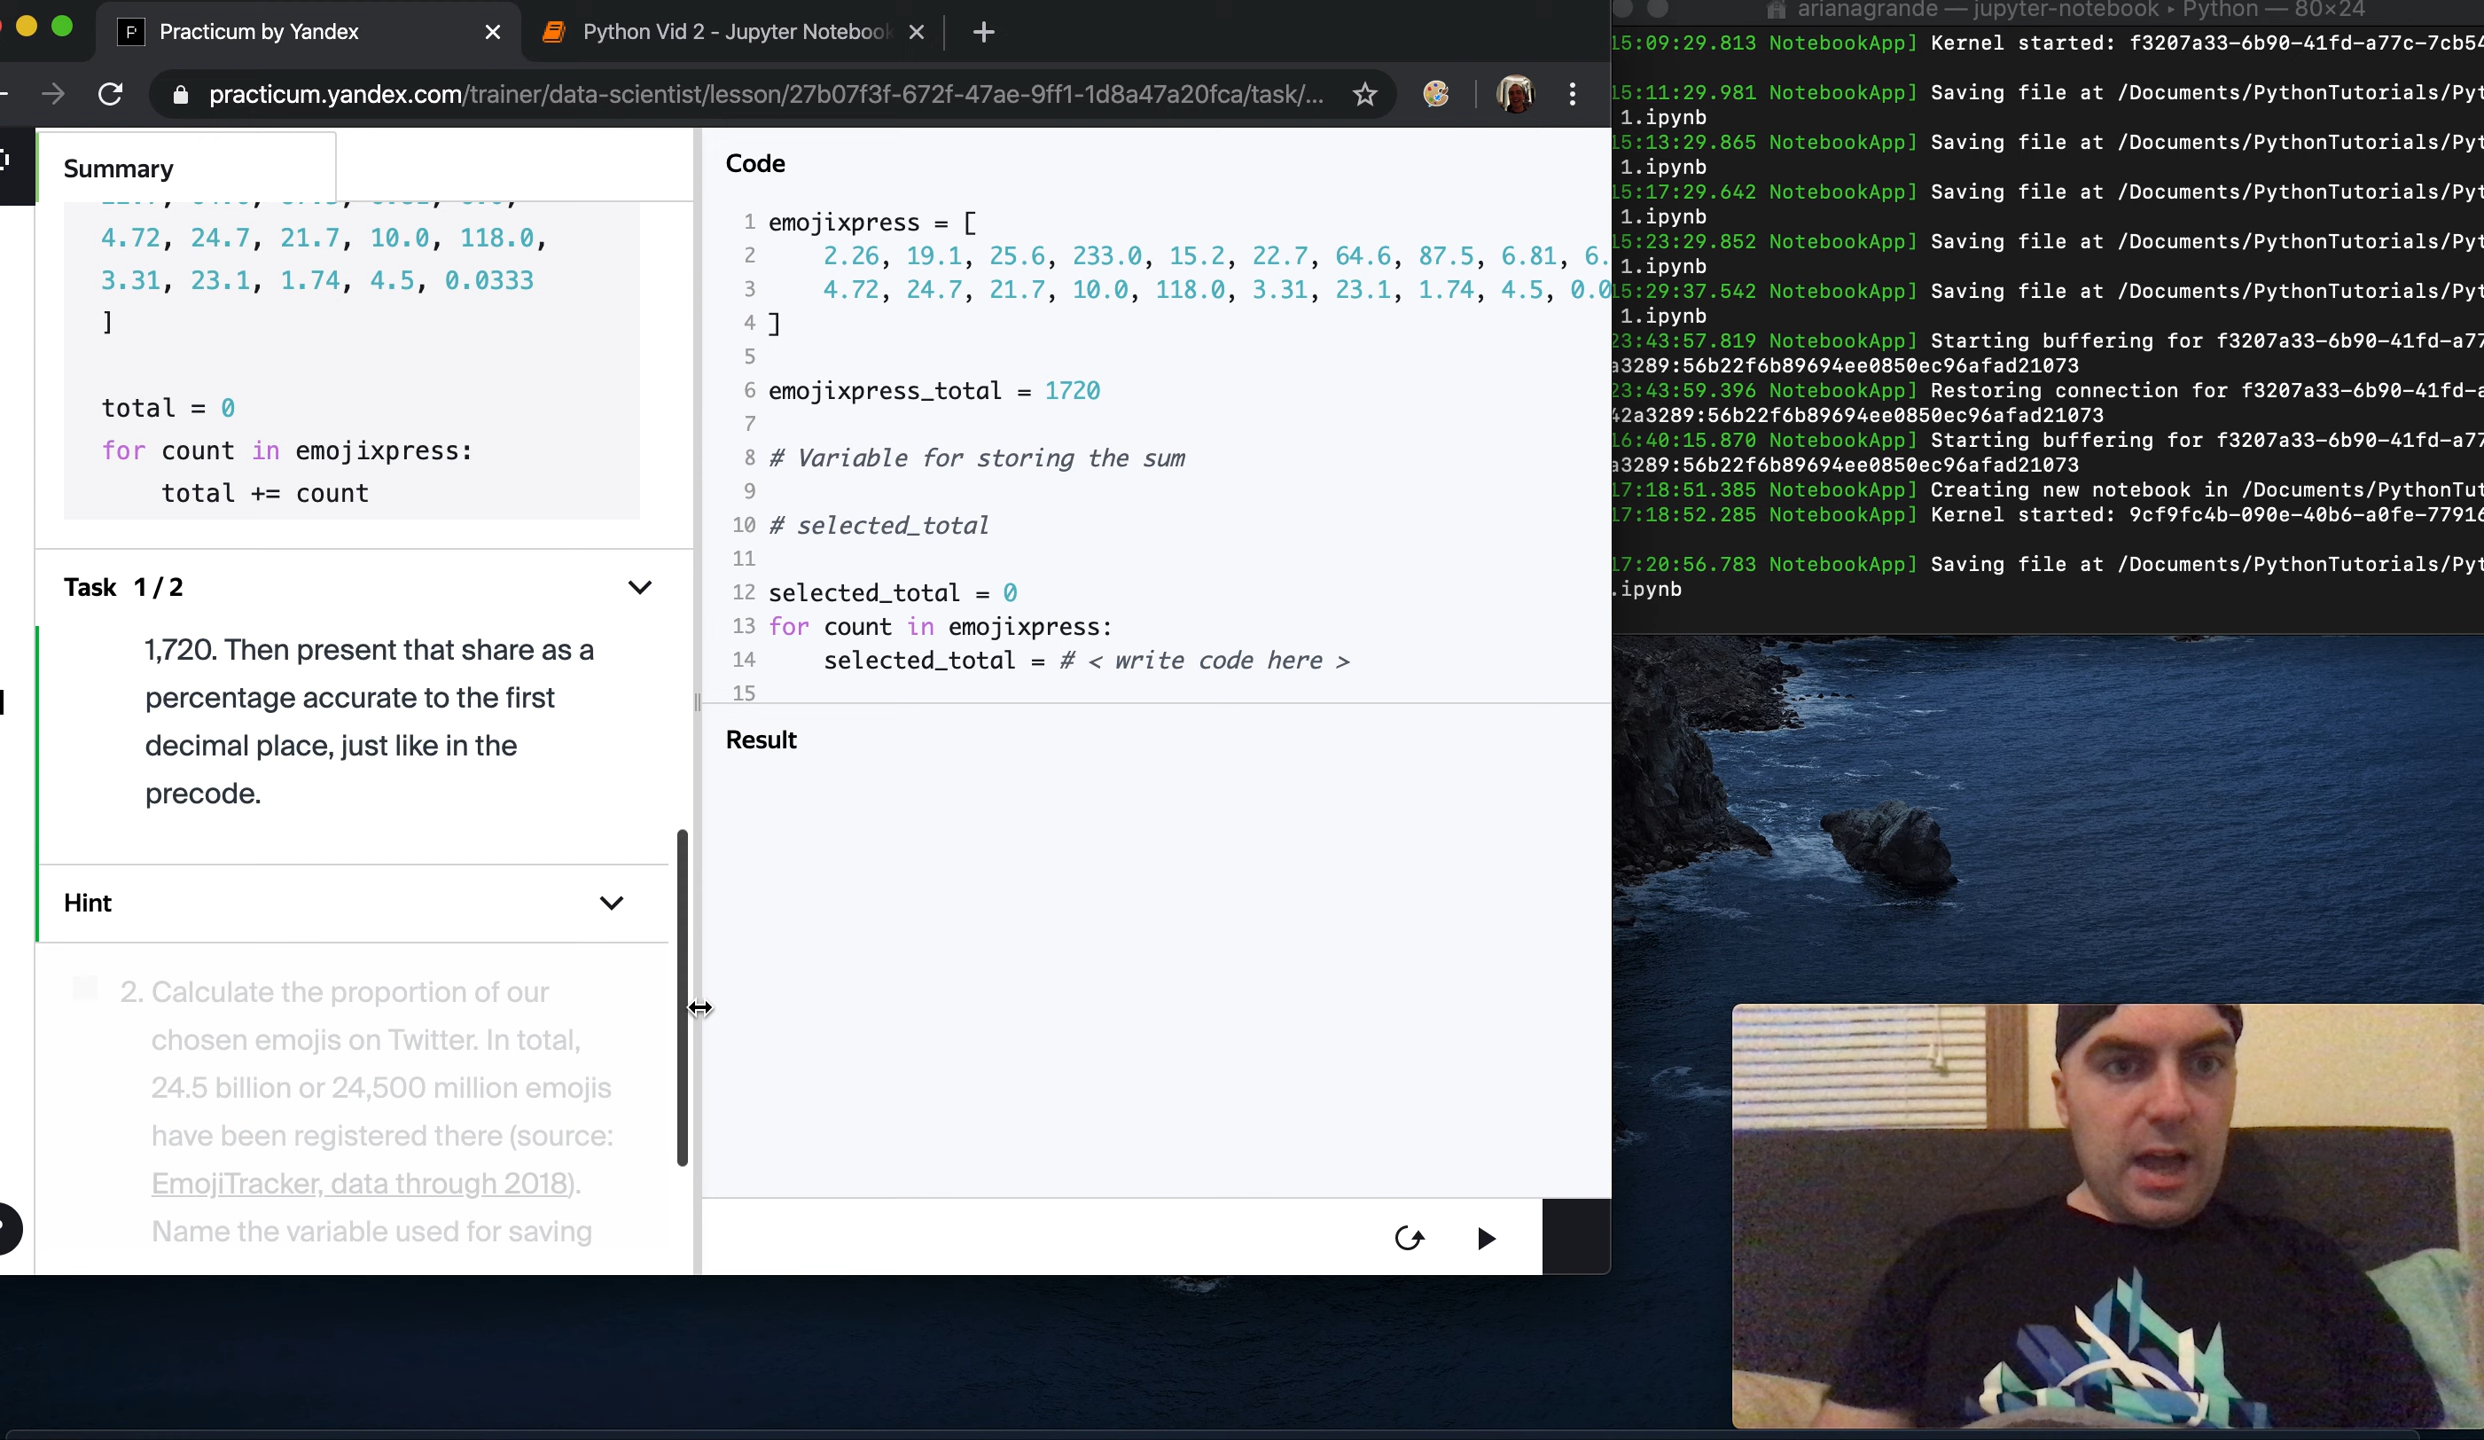 Practicum by Yandex
Python Vid 2 - Jupyter Notebook
practicum.yandex.com/trainer/data-scientist/lesson/27b07f3f-672f-47ae-9ff1-1d8a47a20fca/task/...
Summary
4.72, 24.7, 21.7, 10.0, 118.0,
3.31, 23.1, 1.74, 4.5, 0.0333
]
total = 0
for count in emojixpress:
total += count
Task 1 / 2
1,720. Then present that share as a
percentage accurate to the first
decimal place, just like in the
precode.
Hint
2. Calculate the proportion of our
chosen emojis on Twitter. In total,
24.5 billion or 24,500 million emojis
have been registered there (source:
EmojiTracker, data through 2018).
Name the variable used for saving
Code
1 emojixpress = [
2 2.26, 19.1, 25.6, 233.0, 15.2, 22.7, 64.6, 87.5, 6.81, 6.
3 4.72, 24.7, 21.7, 10.0, 118.0, 3.31, 23.1, 1.74, 4.5, 0.0
4 ]
5
6 emojixpress_total = 1720
7
8 # Variable for storing the sum
9
10 # selected_total
11
12 selected_total = 0
13 for count in emojixpress:
14 selected_total = # < write code here >
15
Result
arianagrande — jupyter-notebook ▸ Python — 80×24
15:09:29.813 NotebookApp] Kernel started: f3207a33-6b90-41fd-a77c-7cb54
15:11:29.981 NotebookApp] Saving file at /Documents/PythonTutorials/Pyt
1.ipynb
15:13:29.865 NotebookApp] Saving file at /Documents/PythonTutorials/Pyt
1.ipynb
15:17:29.642 NotebookApp] Saving file at /Documents/PythonTutorials/Pyt
1.ipynb
15:23:29.852 NotebookApp] Saving file at /Documents/PythonTutorials/Pyt
1.ipynb
15:29:37.542 NotebookApp] Saving file at /Documents/PythonTutorials/Pyt
1.ipynb
23:43:57.819 NotebookApp] Starting buffering for f3207a33-6b90-41fd-a77
a3289:56b22f6b89694ee0850ec96afad21073
23:43:59.396 NotebookApp] Restoring connection for f3207a33-6b90-41fd-a
42a3289:56b22f6b89694ee0850ec96afad21073
16:40:15.870 NotebookApp] Starting buffering for f3207a33-6b90-41fd-a77
a3289:56b22f6b89694ee0850ec96afad21073
17:18:51.385 NotebookApp] Creating new notebook in /Documents/PythonTut
17:18:52.285 NotebookApp] Kernel started: 9cf9fc4b-090e-40b6-a0fe-77916
17:20:56.783 NotebookApp] Saving file at /Documents/PythonTutorials/Pyt
.ipynb